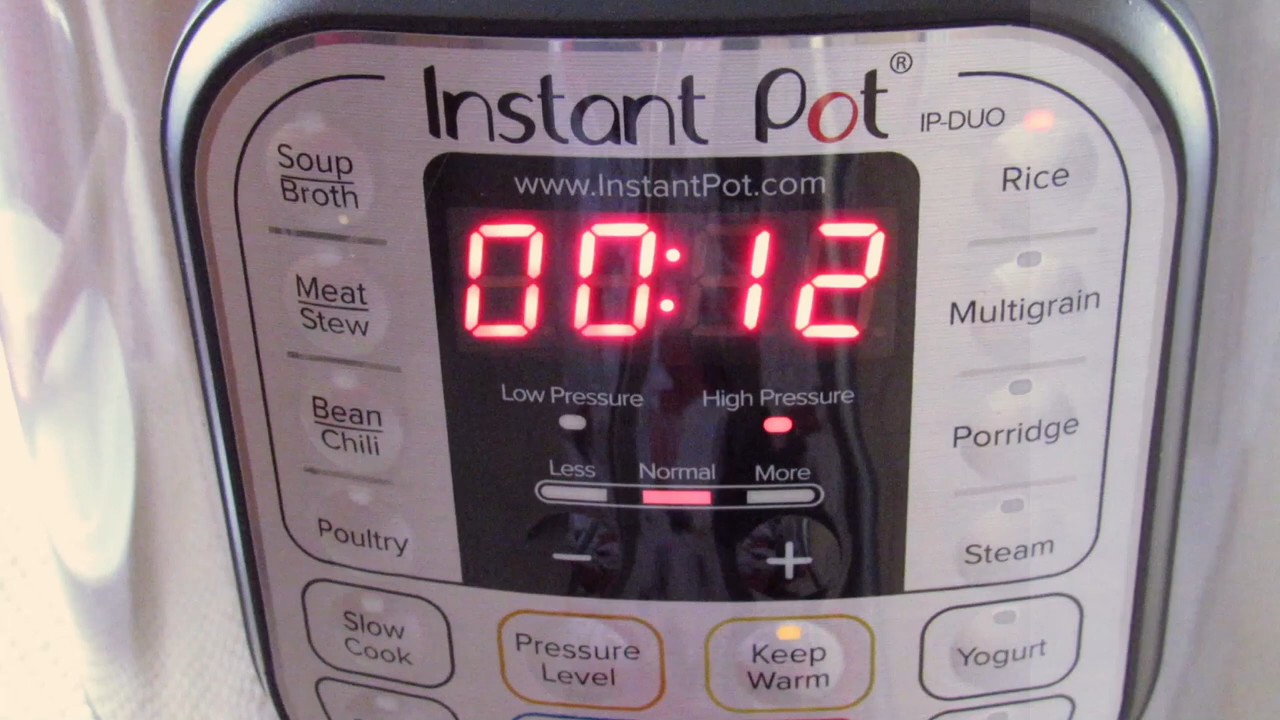 Instant Pot®
IP-DUO
www.InstantPot.com
00:12
Low Pressure
High Pressure
Less
Normal
More
−
+
Soup
Broth
Meat
Stew
Bean
Chili
Poultry
Rice
Multigrain
Porridge
Steam
Slow
Cook
Pressure
Level
Keep
Warm
Yogurt